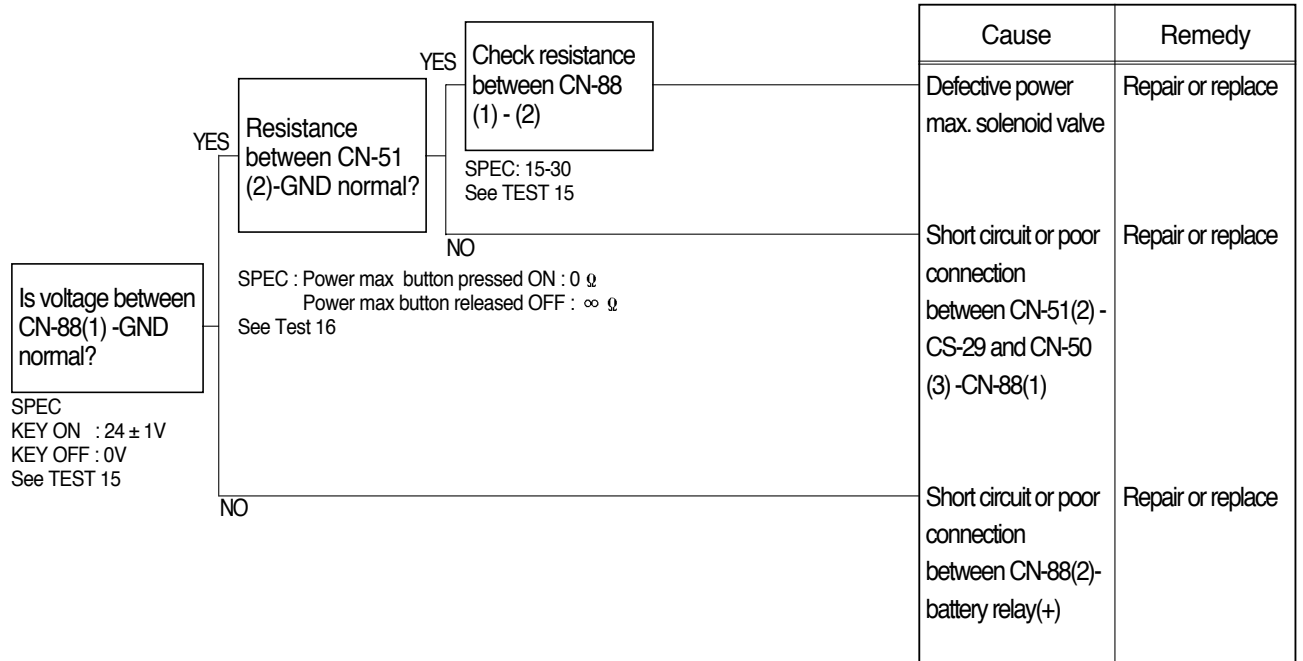 Is voltage between
CN-88(1) -GND
normal?
SPEC
KEY ON : 24 ± 1V
KEY OFF : 0V
See TEST 15
YES
NO
Resistance
between CN-51
(2)-GND normal?
SPEC : Power max button pressed ON : 0 Ω
Power max button released OFF : ∞ Ω
See Test 16
YES
NO
Check resistance
between CN-88
(1) - (2)
SPEC: 15-30
See TEST 15
Cause Remedy
Defective power Repair or replace
max. solenoid valve
Short circuit or poor Repair or replace
connection
between CN-51(2) -
CS-29 and CN-50
(3) -CN-88(1)
Short circuit or poor Repair or replace
connection
between CN-88(2)-
battery relay(+)